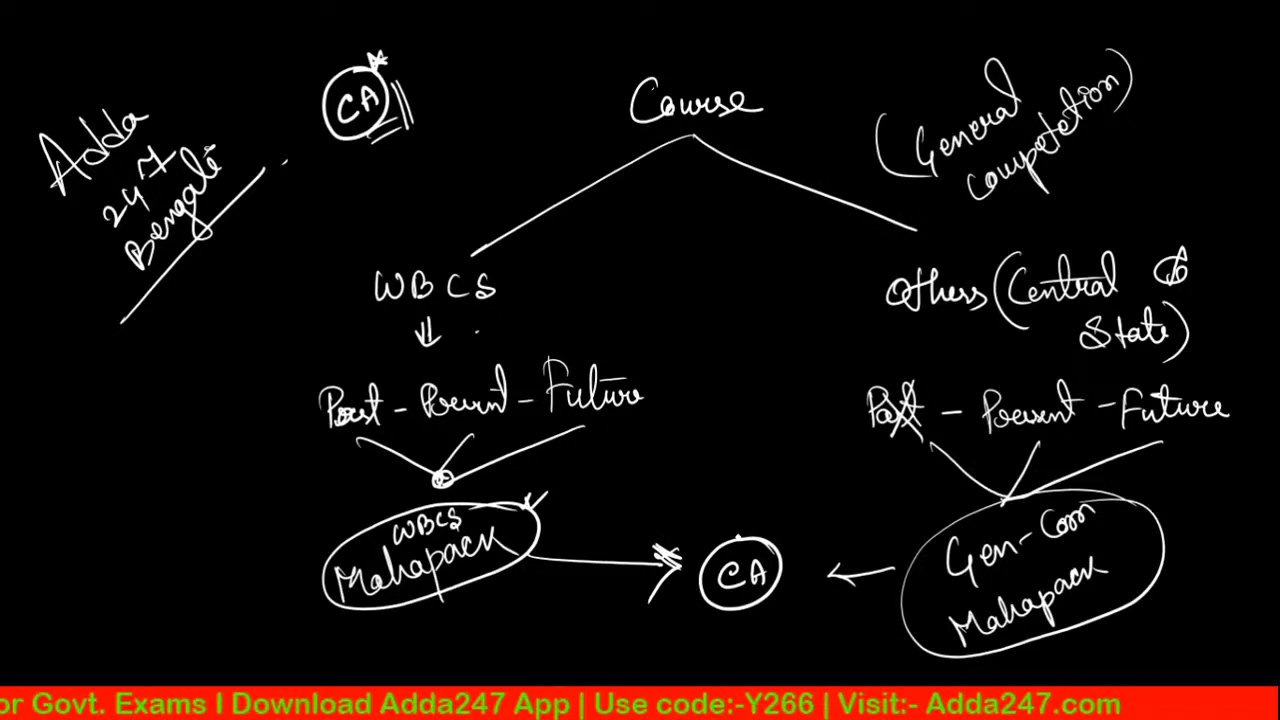 Adda
247
Bengali
CA
Course
(General
competetion)
WBCS
Others (Central &
State)
Past - Present - Future
Past - Present - Future
WBCS
Mahapack
CA
Gen-Com
Mahapack
or Govt. Exams I Download Adda247 App | Use code:-Y266 | Visit:- Adda247.com